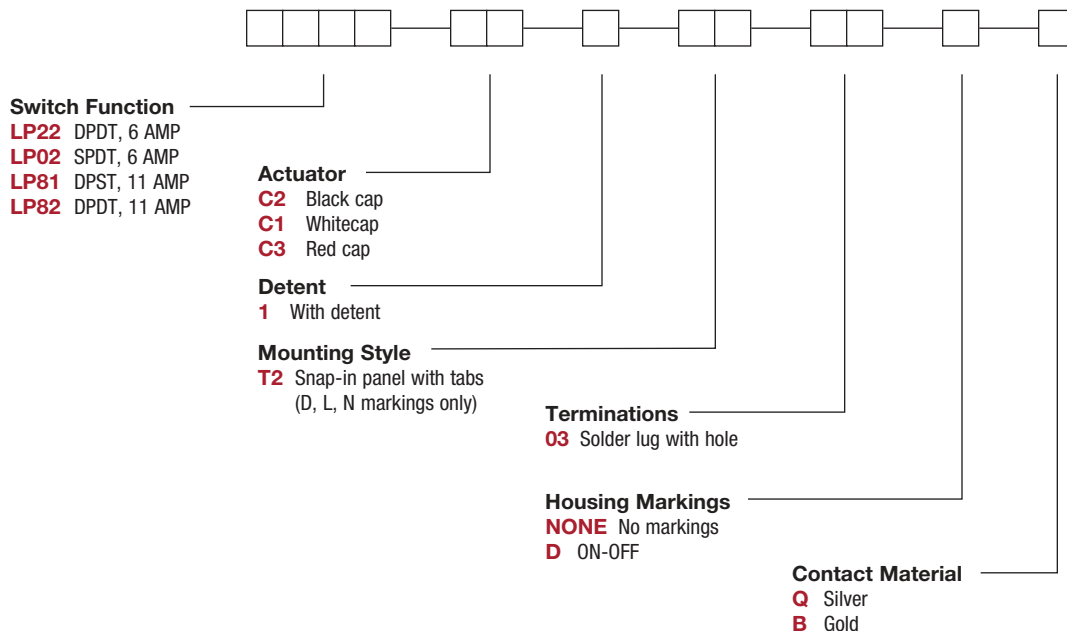 Switch Function
LP22 DPDT, 6 AMP
LP02 SPDT, 6 AMP
LP81 DPST, 11 AMP
LP82 DPDT, 11 AMP
Actuator
C2 Black cap
C1 Whitecap
C3 Red cap
Detent
1 With detent
Mounting Style
T2 Snap-in panel with tabs
(D, L, N markings only)
Terminations
03 Solder lug with hole
Housing Markings
NONE No markings
D ON-OFF
Contact Material
Q Silver
B Gold